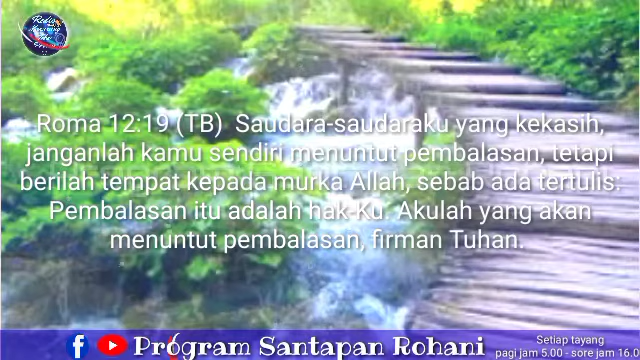 Roma 12:19 (TB) Saudara-saudaraku yang kekasih,
janganlah kamu sendiri menuntut pembalasan, tetapi
berilah tempat kepada murka Allah, sebab ada tertulis:
Pembalasan itu adalah hak-Ku. Akulah yang akan
menuntut pembalasan, firman Tuhan.
Program Santapan Rohani
Setiap tayang
pagi jam 5.00 - sore jam 16.0